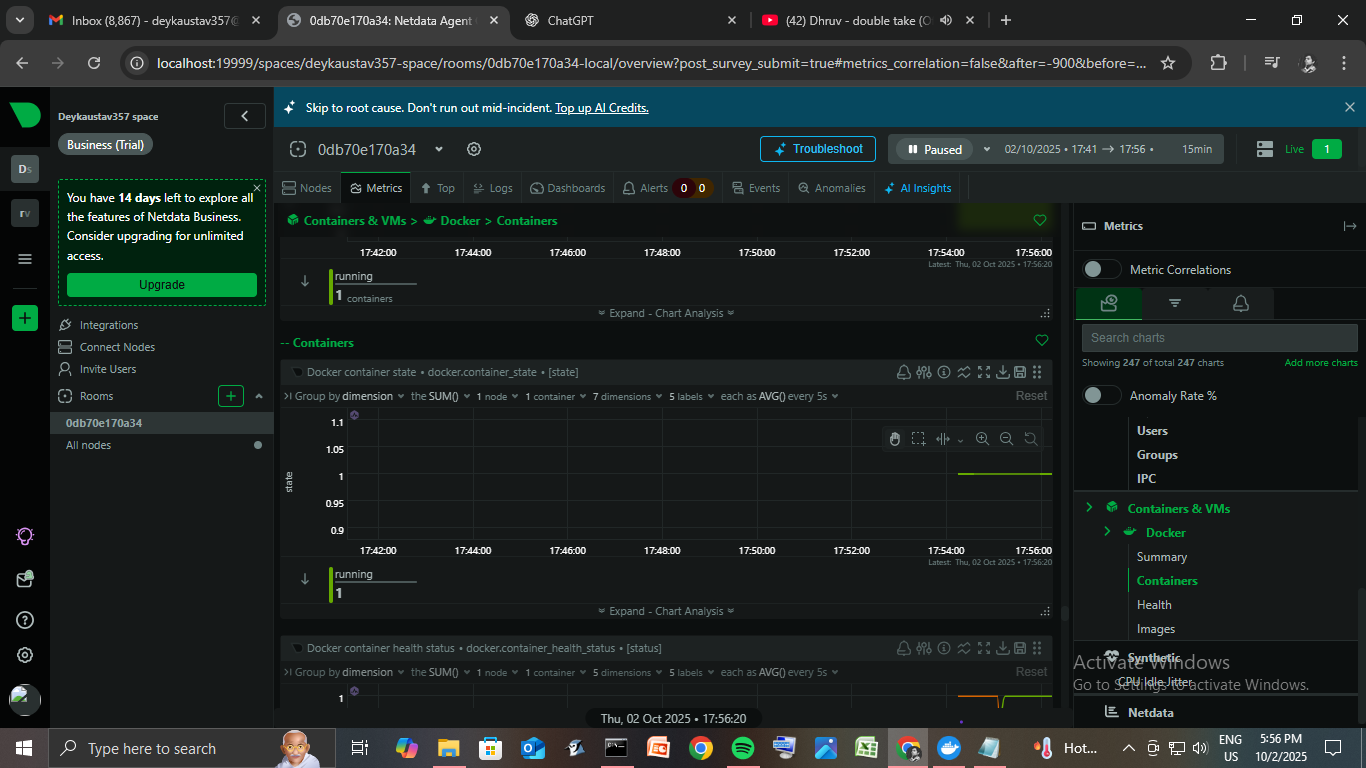 Inbox (8,867) - deykaustav357@
0db70e170a34: Netdata Agent
ChatGPT
(42) Dhruv - double take (O
localhost:19999/spaces/deykaustav357-space/rooms/0db70e170a34-local/overview?post_survey_submit=true#metrics_correlation=false&after=-900&before=...
Skip to root cause. Don't run out mid-incident. Top up AI Credits.
Deykaustav357 space
Business (Trial)
Ds
rv
You have 14 days left to explore all
the features of Netdata Business.
Consider upgrading for unlimited
access.
Upgrade
Integrations
Connect Nodes
Invite Users
Rooms
0db70e170a34
All nodes
0db70e170a34
Troubleshoot
Paused
02/10/2025 • 17:41 → 17:56 •
15min
Live
1
Nodes
Metrics
Top
Logs
Dashboards
Alerts
0
0
Events
Anomalies
AI Insights
Containers & VMs > Docker > Containers
17:42:00
17:44:00
17:46:00
17:48:00
17:50:00
17:52:00
17:54:00
17:56:00
Latest: Thu, 02 Oct 2025 • 17:56:20
running
1 containers
Expand - Chart Analysis
-- Containers
Docker container state • docker.container_state • [state]
Group by dimension the SUM() 1 node 1 container 7 dimensions 5 labels each as AVG() every 5s
Reset
1.1
1.05
1
0.95
0.9
state
17:42:00
17:44:00
17:46:00
17:48:00
17:50:00
17:52:00
17:54:00
17:56:00
Latest: Thu, 02 Oct 2025 • 17:56:20
running
1
Expand - Chart Analysis
Docker container health status • docker.container_health_status • [status]
Group by dimension the SUM() 1 node 1 container 5 dimensions 5 labels each as AVG() every 5s
Reset
1
Thu, 02 Oct 2025 • 17:56:20
Metrics
Metric Correlations
Search charts
Showing 247 of total 247 charts
Add more charts
Anomaly Rate %
Users
Groups
IPC
Containers & VMs
Docker
Summary
Containers
Health
Images
Synthetic
CPU Idle Jitter
Netdata
Activate Windows
Go to Settings to activate Windows.
Type here to search
Hot...
ENG
US
5:56 PM
10/2/2025